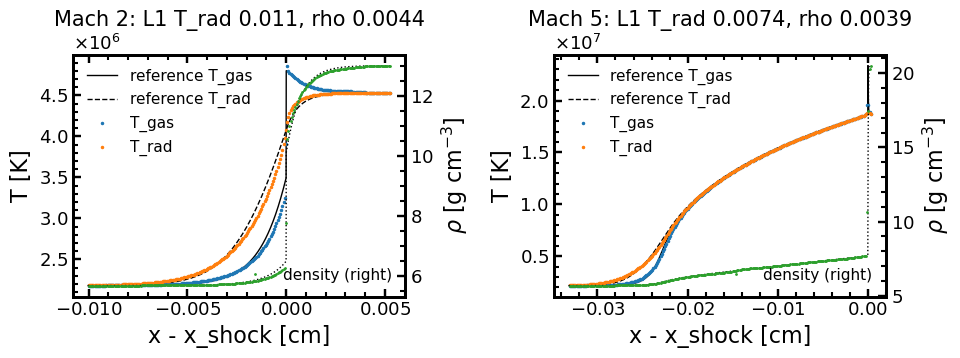 Mach 2: L1 T_rad 0.011, rho 0.0044
×10⁶
reference T_gas
reference T_rad
T_gas
T_rad
density (right)
4.5
4.0
3.5
3.0
2.5
12
10
8
6
−0.010
−0.005
0.000
0.005
T [K]
ρ [g cm⁻³]
x - x_shock [cm]
Mach 5: L1 T_rad 0.0074, rho 0.0039
×10⁷
reference T_gas
reference T_rad
T_gas
T_rad
density (right)
2.0
1.5
1.0
0.5
20
15
10
5
−0.03
−0.02
−0.01
0.00
T [K]
ρ [g cm⁻³]
x - x_shock [cm]